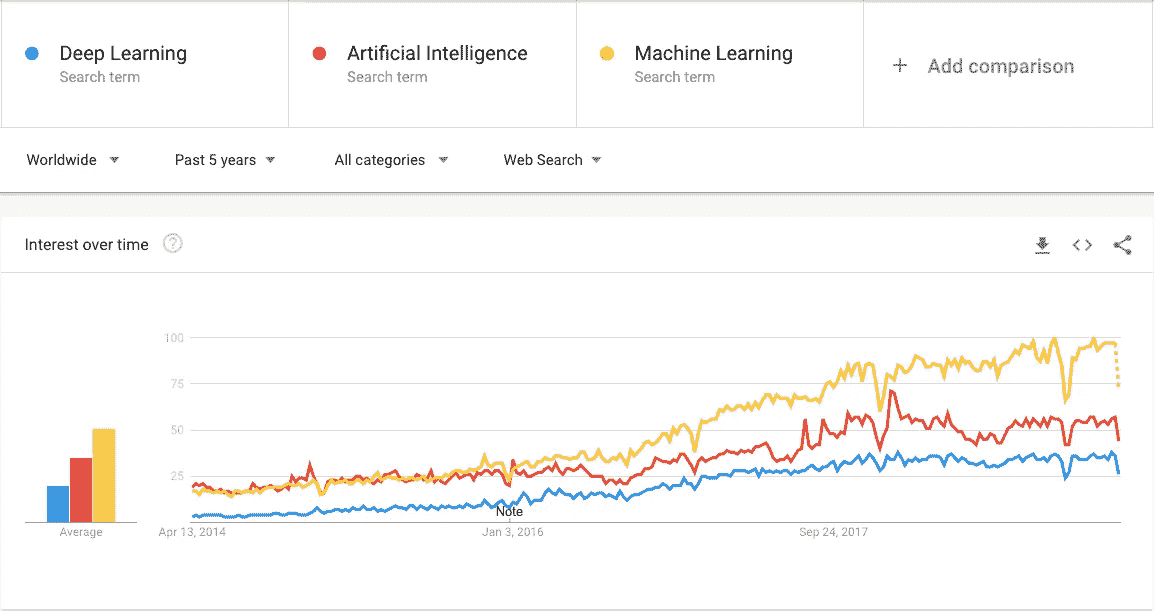 Deep Learning
Search term
Artificial Intelligence
Search term
Machine Learning
Search term
+ Add comparison
Worldwide
Past 5 years
All categories
Web Search
Interest over time ?
100
75
50
25
Note
Average
Apr 13, 2014
Jan 3, 2016
Sep 24, 2017